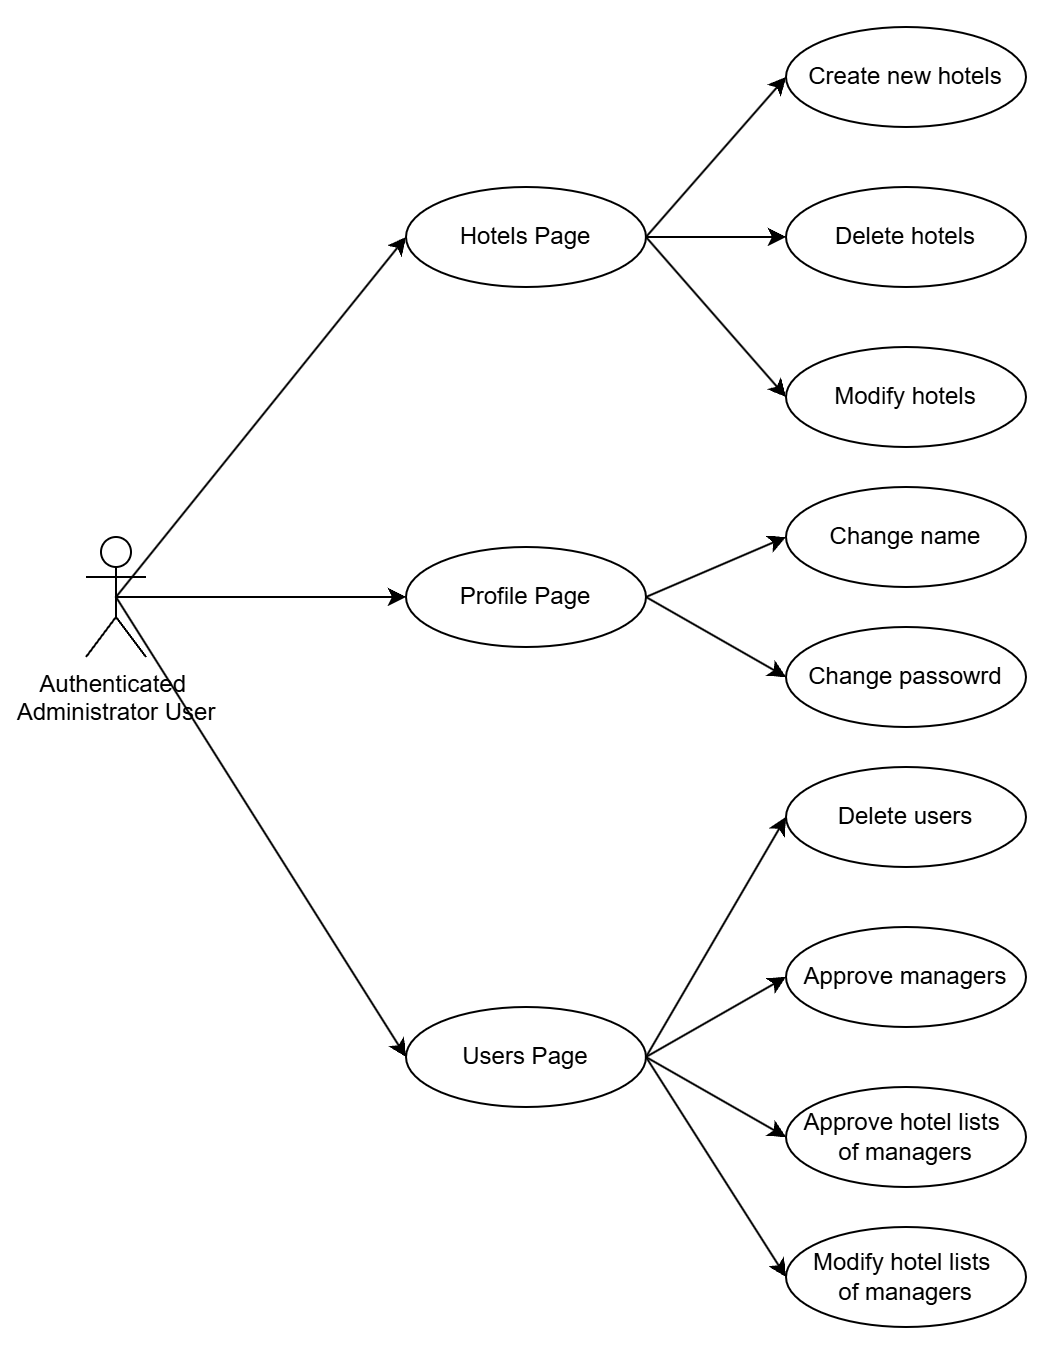 Create new hotels
Hotels Page
Delete hotels
Modify hotels
Change name
Profile Page
Change passowrd
Authenticated
Administrator User
Delete users
Approve managers
Users Page
Approve hotel lists
of managers
Modify hotel lists
of managers